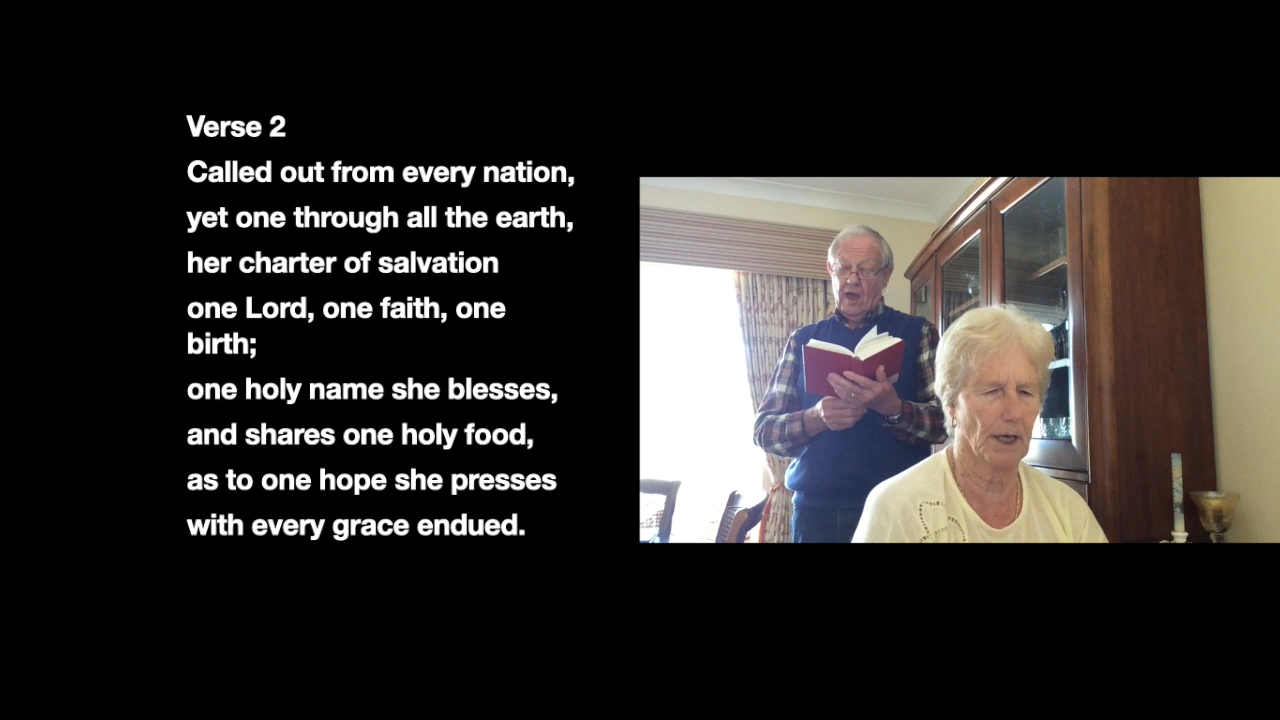 Verse 2
Called out from every nation,
yet one through all the earth,
her charter of salvation
one Lord, one faith, one
birth;
one holy name she blesses,
and shares one holy food,
as to one hope she presses
with every grace endued.